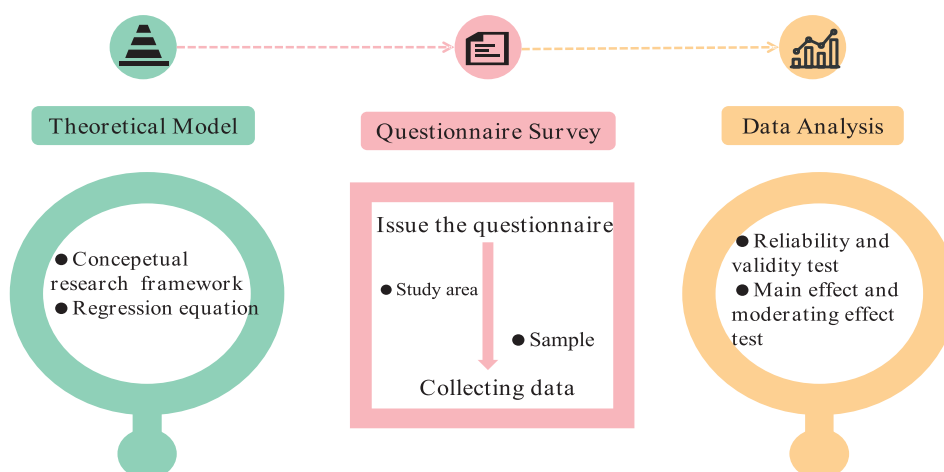 Theoretical Model
Questionnaire Survey
Data Analysis
● Concepetual
research framework
● Regression equation
Issue the questionnaire
● Study area
● Sample
Collecting data
● Reliability and
validity test
● Main effect and
moderating effect
test